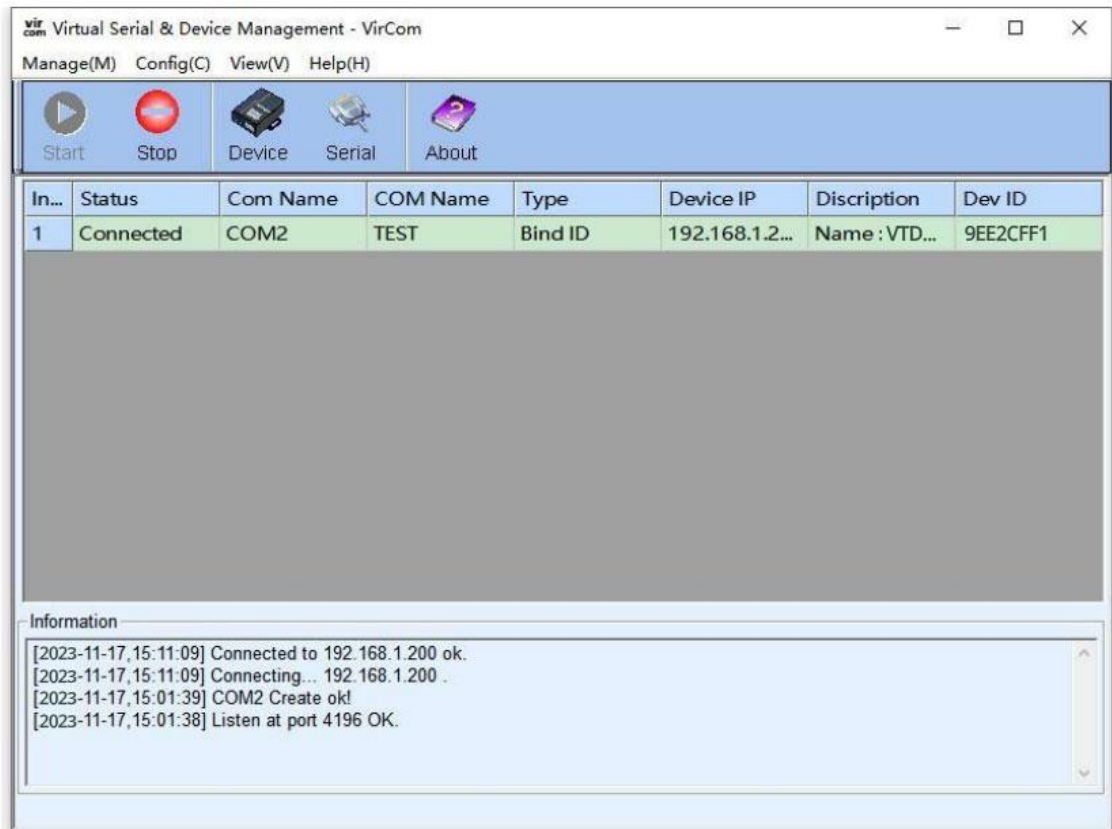 vir com Virtual Serial & Device Management - VirCom
Manage(M) Config(C) View(V) Help(H)
Start Stop Device Serial About
In... Status Com Name COM Name Type Device IP Discription Dev ID
1 Connected COM2 TEST Bind ID 192.168.1.2... Name : VTD... 9EE2CFF1
Information
[2023-11-17,15:11:09] Connected to 192.168.1.200 ok.
[2023-11-17,15:11:09] Connecting... 192.168.1.200 .
[2023-11-17,15:01:39] COM2 Create ok!
[2023-11-17,15:01:38] Listen at port 4196 OK.